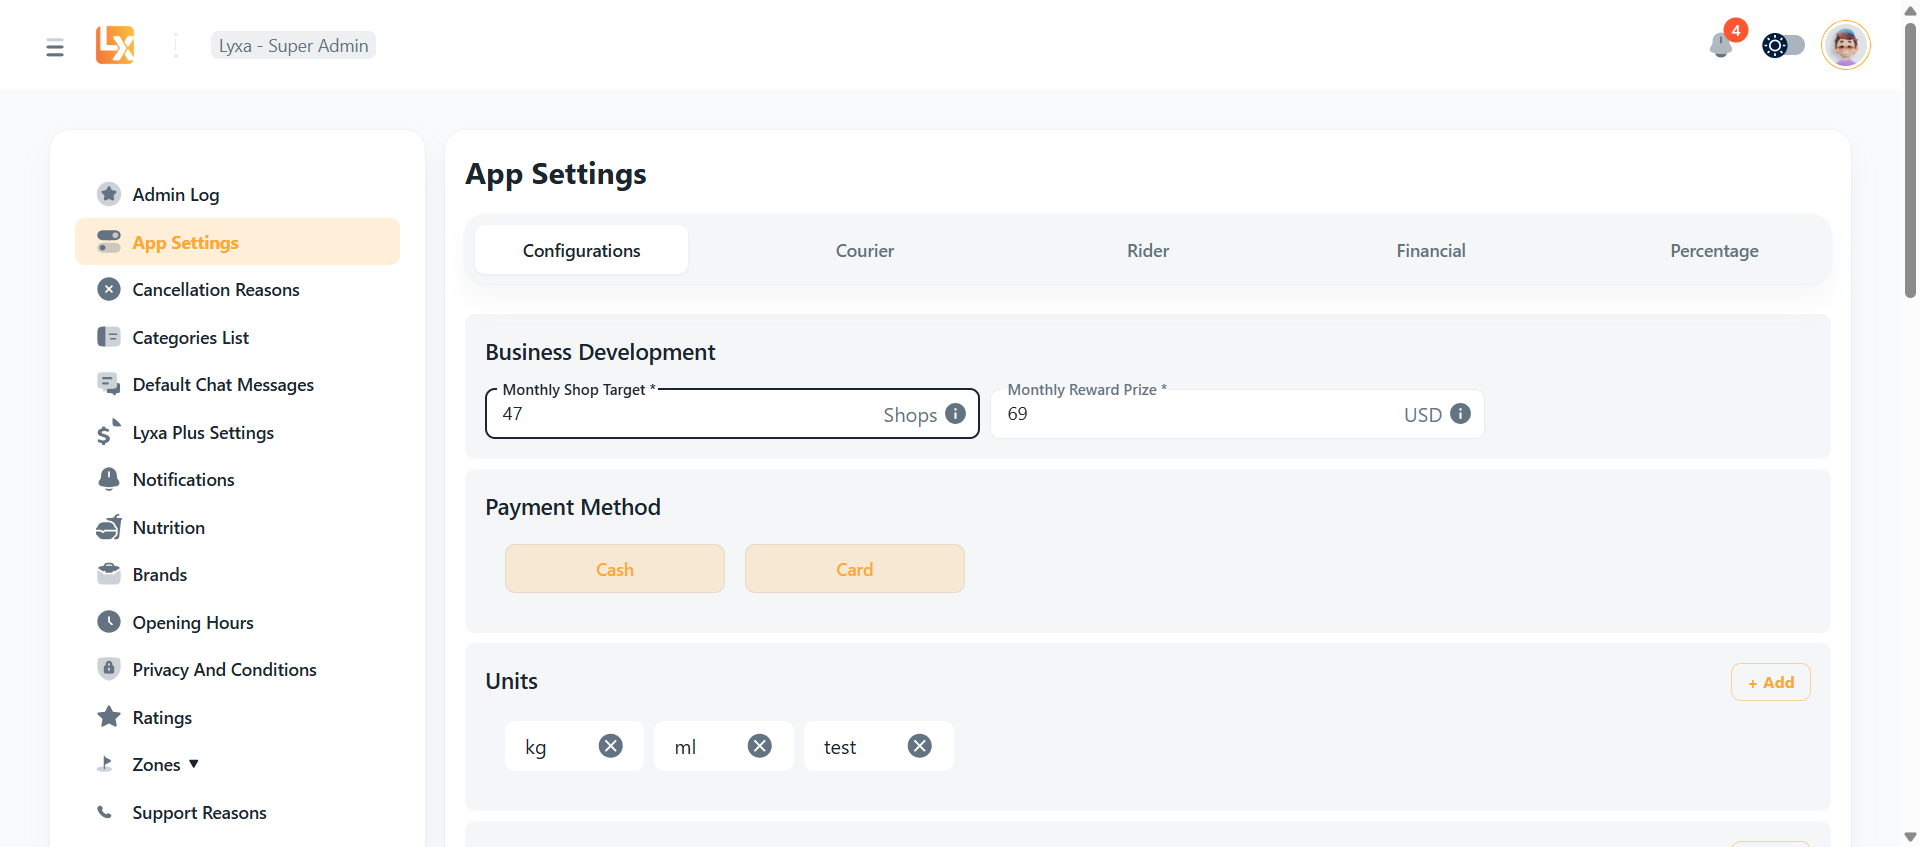 LX
Lyxa - Super Admin
4
Admin Log
App Settings
Cancellation Reasons
Categories List
Default Chat Messages
Lyxa Plus Settings
Notifications
Nutrition
Brands
Opening Hours
Privacy And Conditions
Ratings
Zones ▼
Support Reasons
App Settings
Configurations
Courier
Rider
Financial
Percentage
Business Development
Monthly Shop Target *
47
Shops
Monthly Reward Prize *
69
USD
Payment Method
Cash
Card
Units
+ Add
kg
ml
test